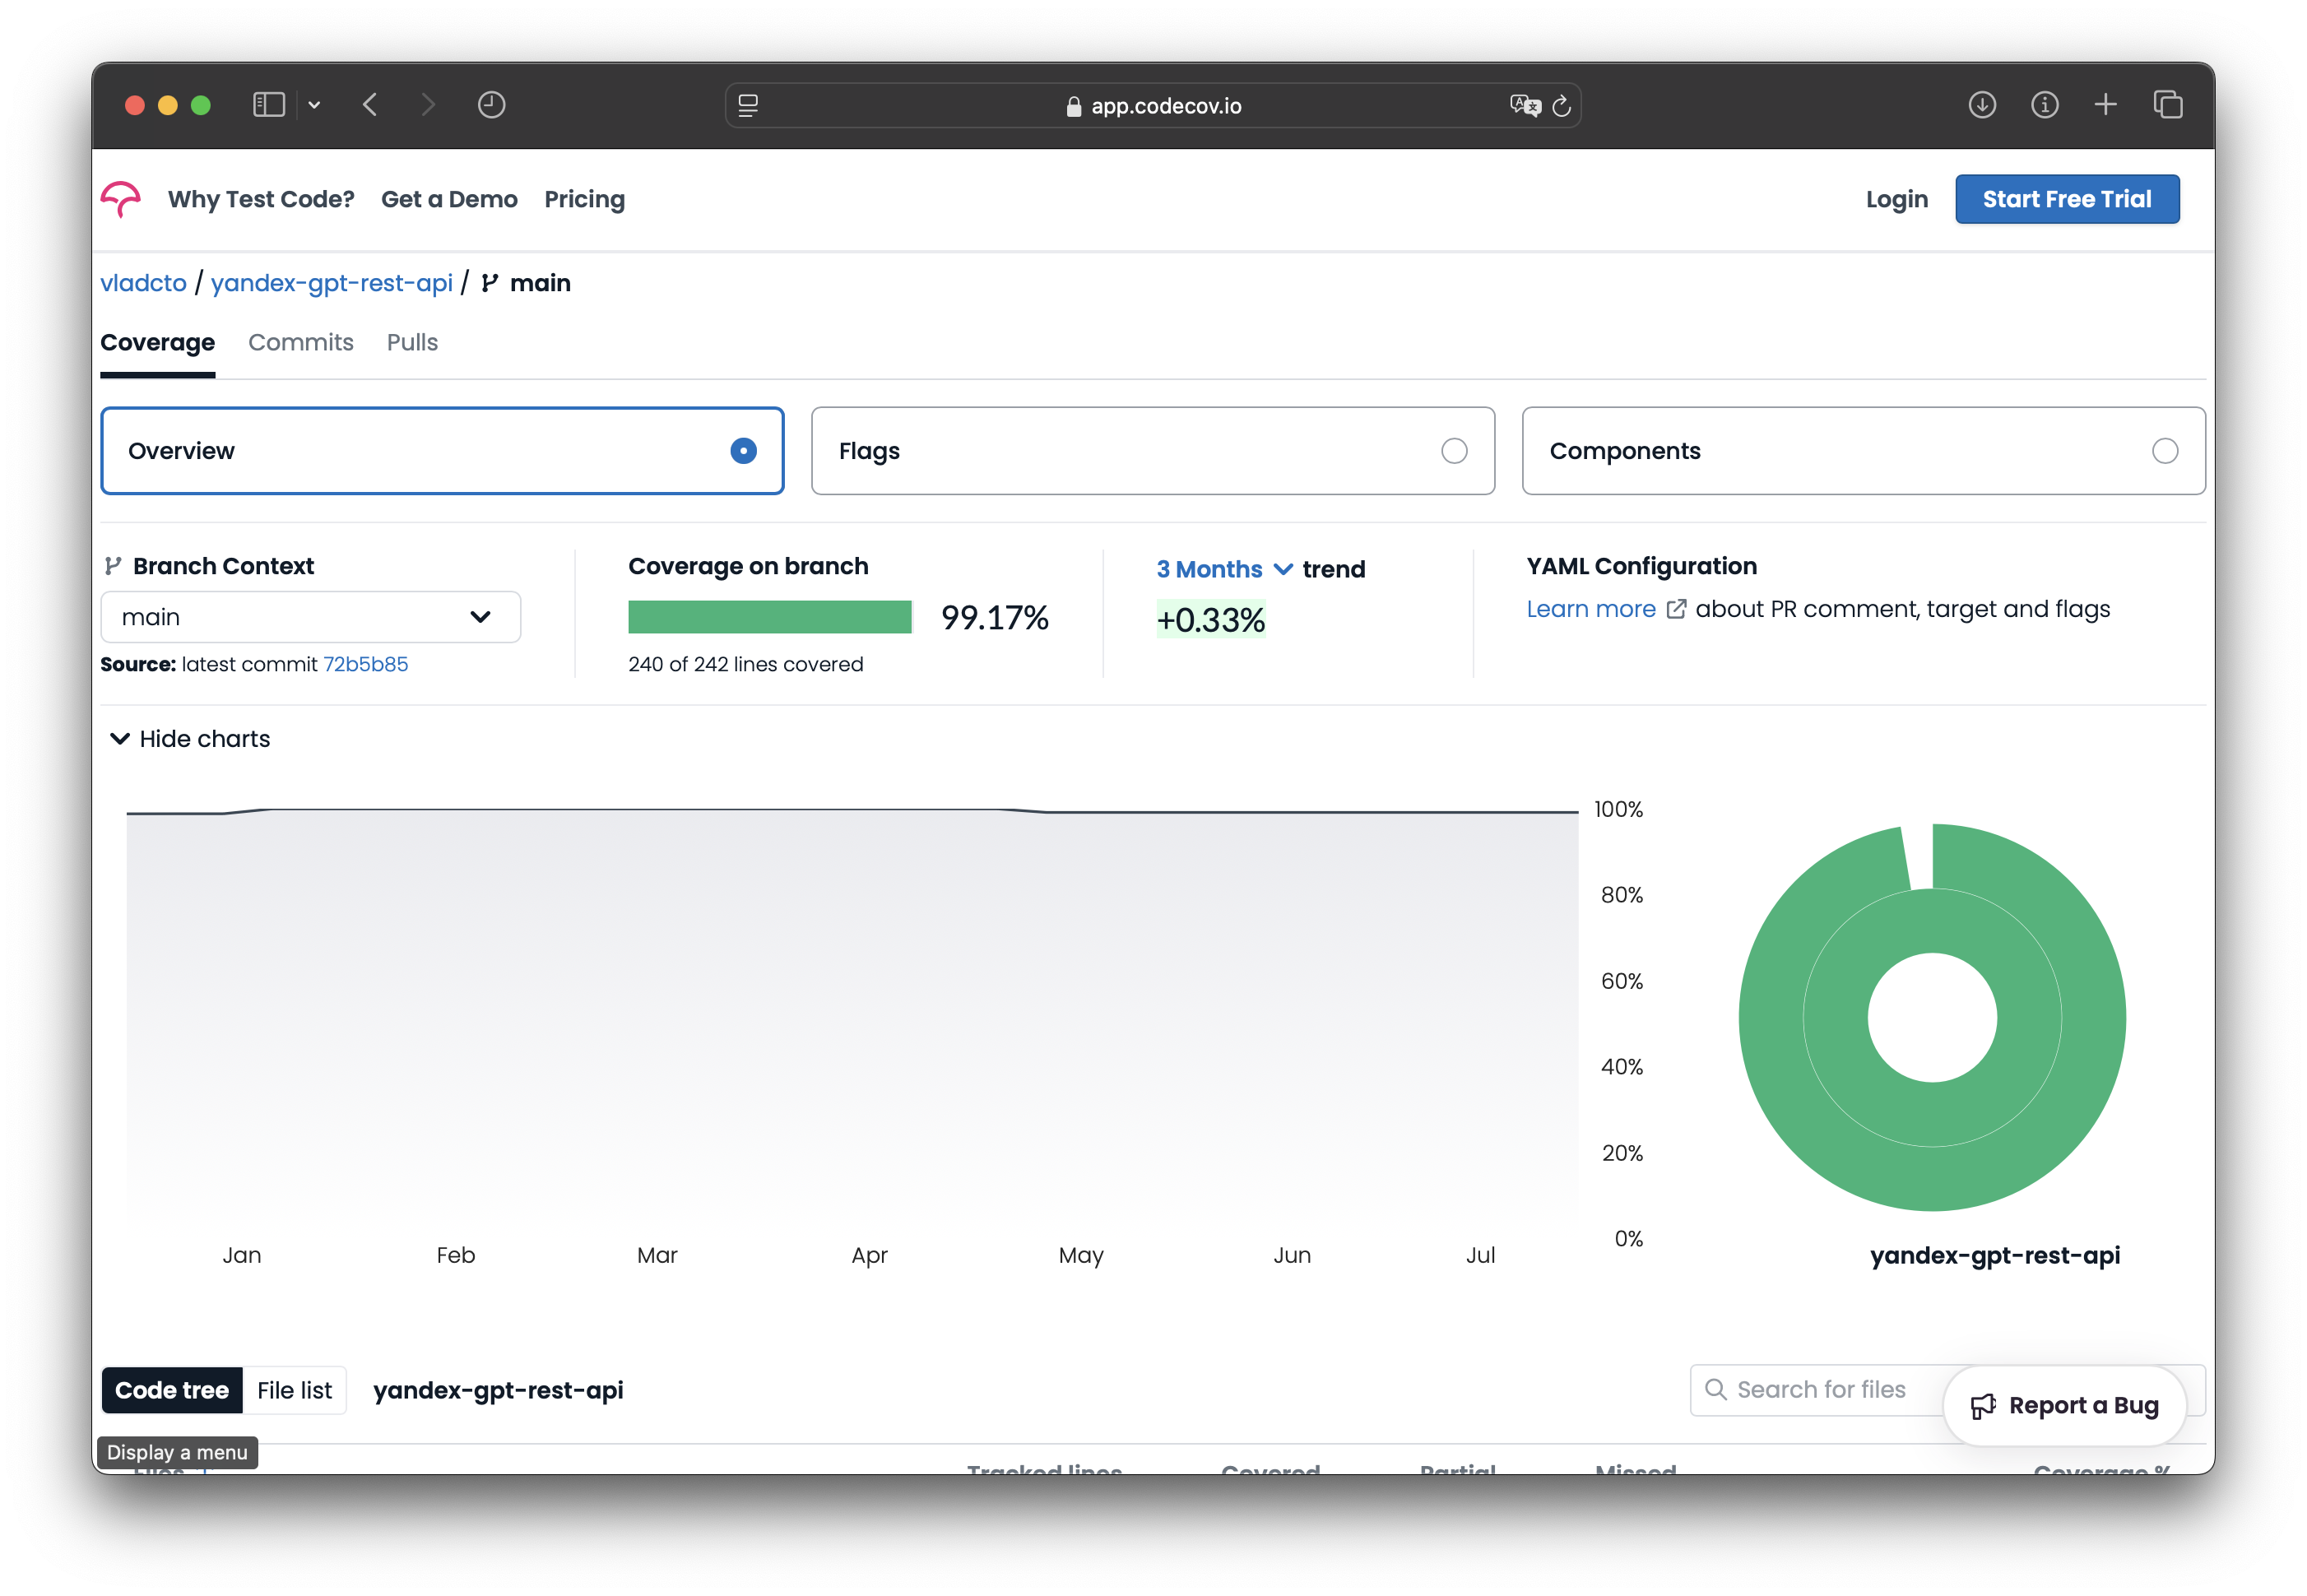 app.codecov.io
Why Test Code? Get a Demo Pricing Login Start Free Trial
vladcto / yandex-gpt-rest-api / main
Coverage Commits Pulls
Overview Flags Components
Branch Context
main
Source: latest commit 72b5b85
Coverage on branch
99.17%
240 of 242 lines covered
3 Months trend
+0.33%
YAML Configuration
Learn more about PR comment, target and flags
Hide charts
100%
80%
60%
40%
20%
0%
Jan Feb Mar Apr May Jun Jul
yandex-gpt-rest-api
Code tree File list yandex-gpt-rest-api Search for files
Report a Bug
Display a menu
Files Tracked lines Covered Partial Missed Coverage %